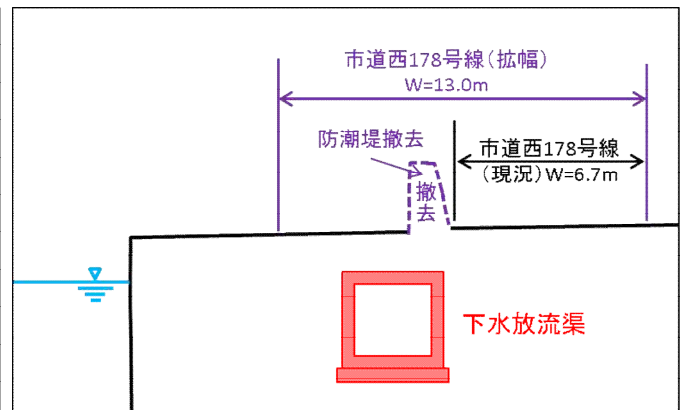 市道西178号線(拡幅)
W=13.0m
防潮堤撤去
市道西178号線
(現況)W=6.7m
撤
去
下水放流渠